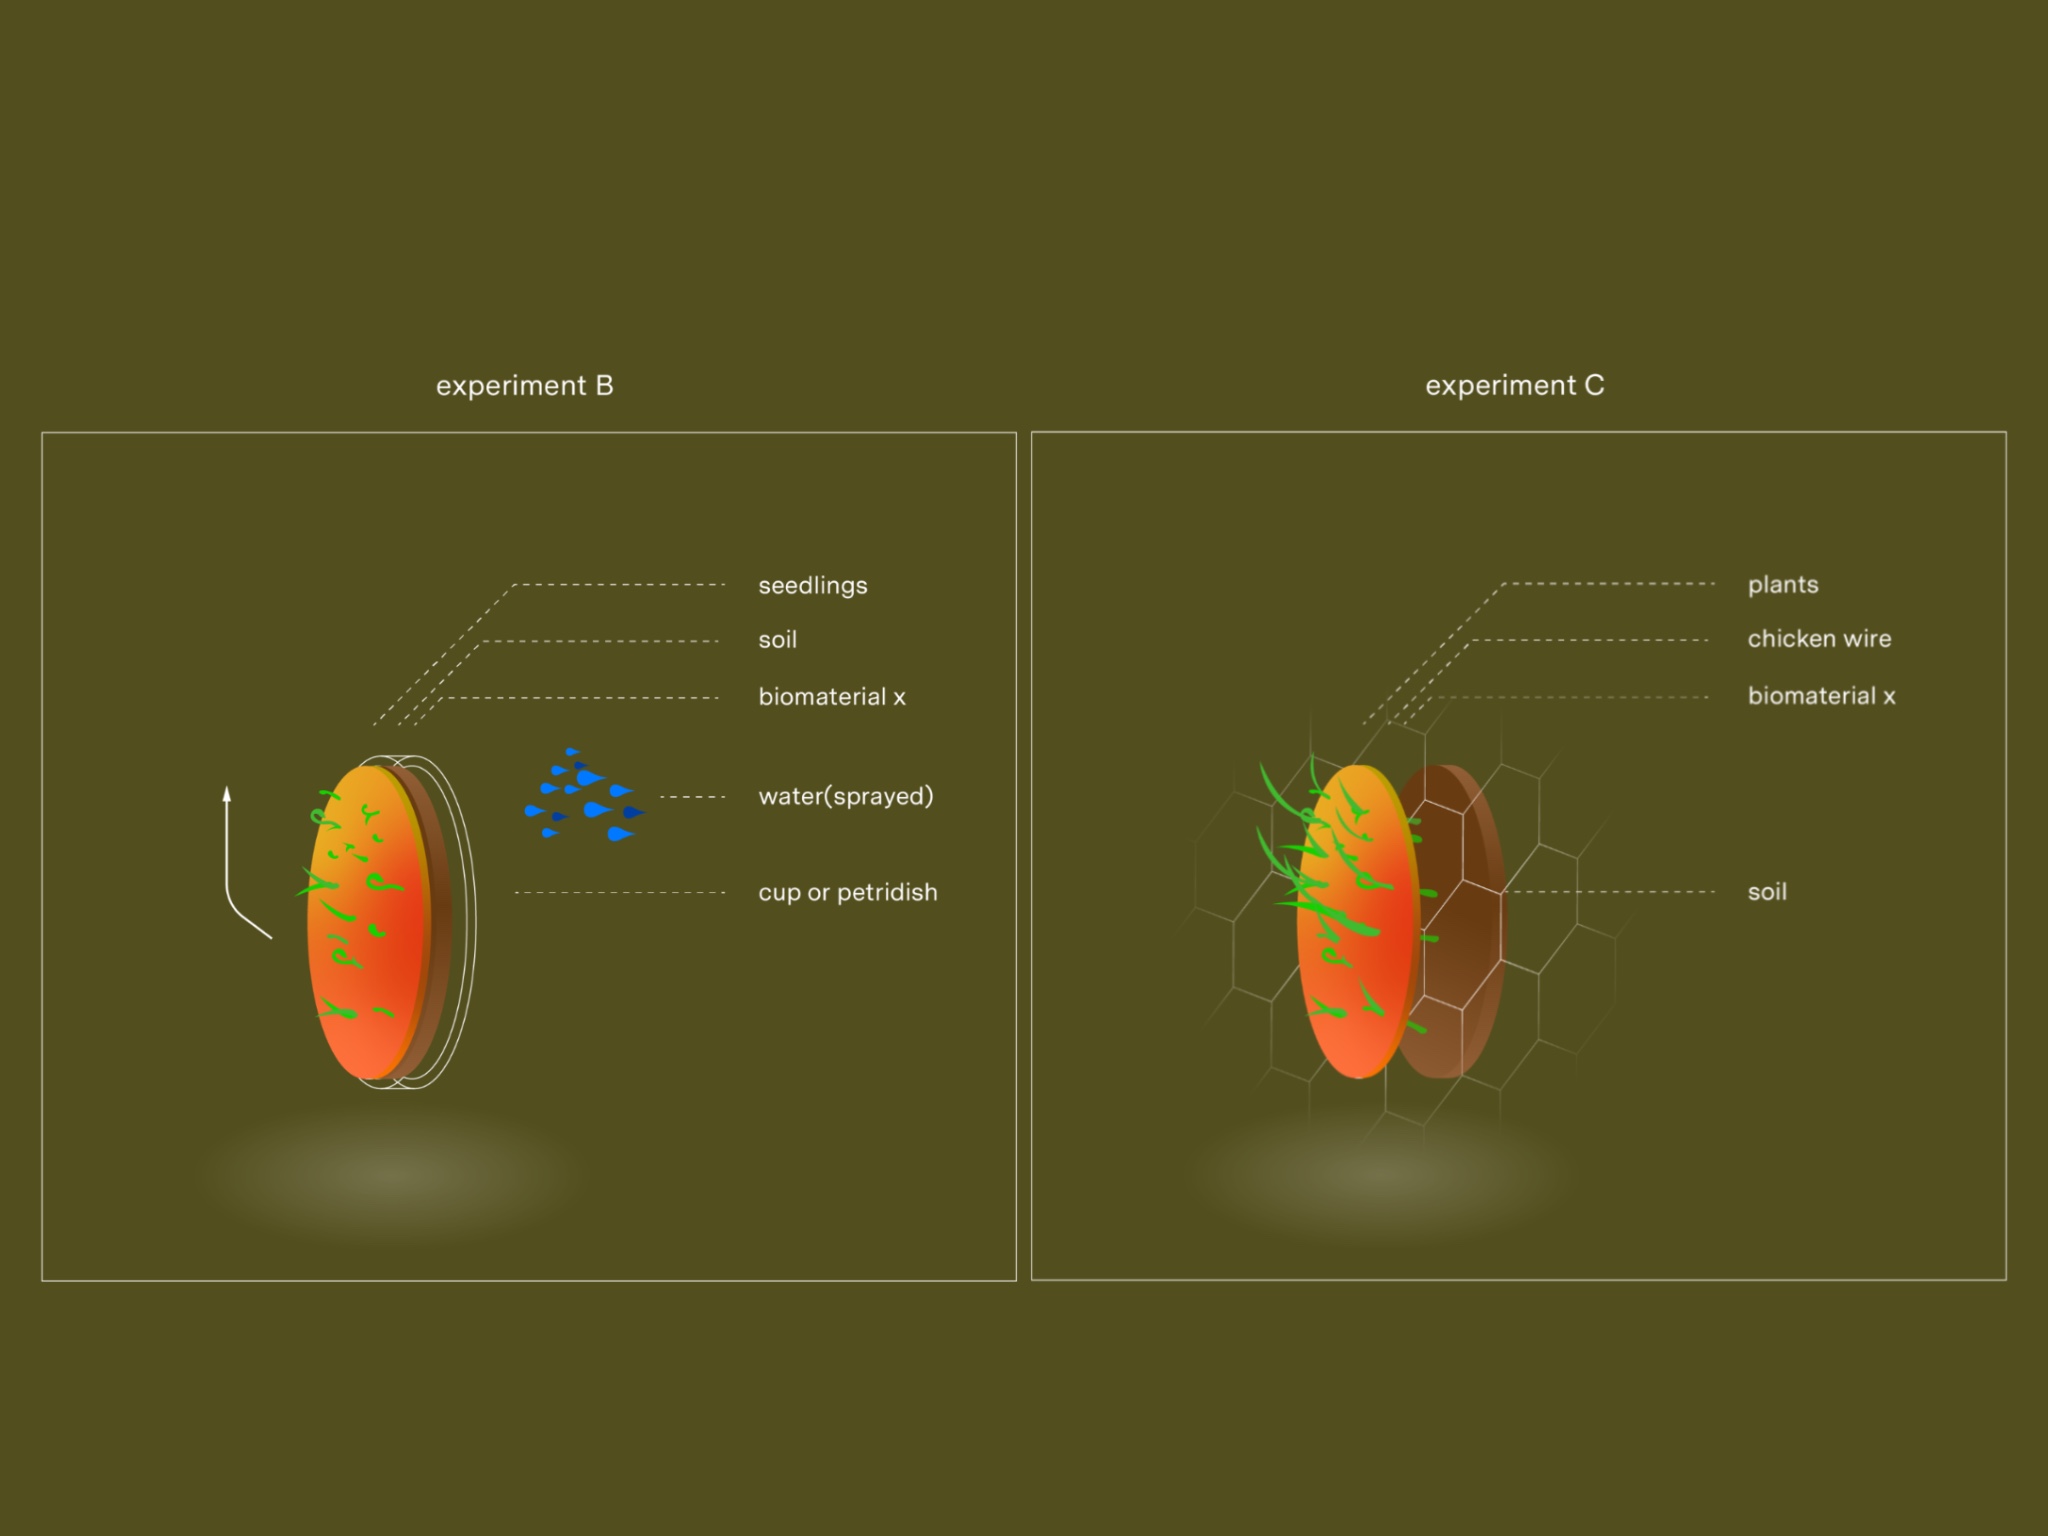 experiment B
seedlings
soil
biomaterial x
water(sprayed)
cup or petridish
experiment C
plants
chicken wire
biomaterial x
soil